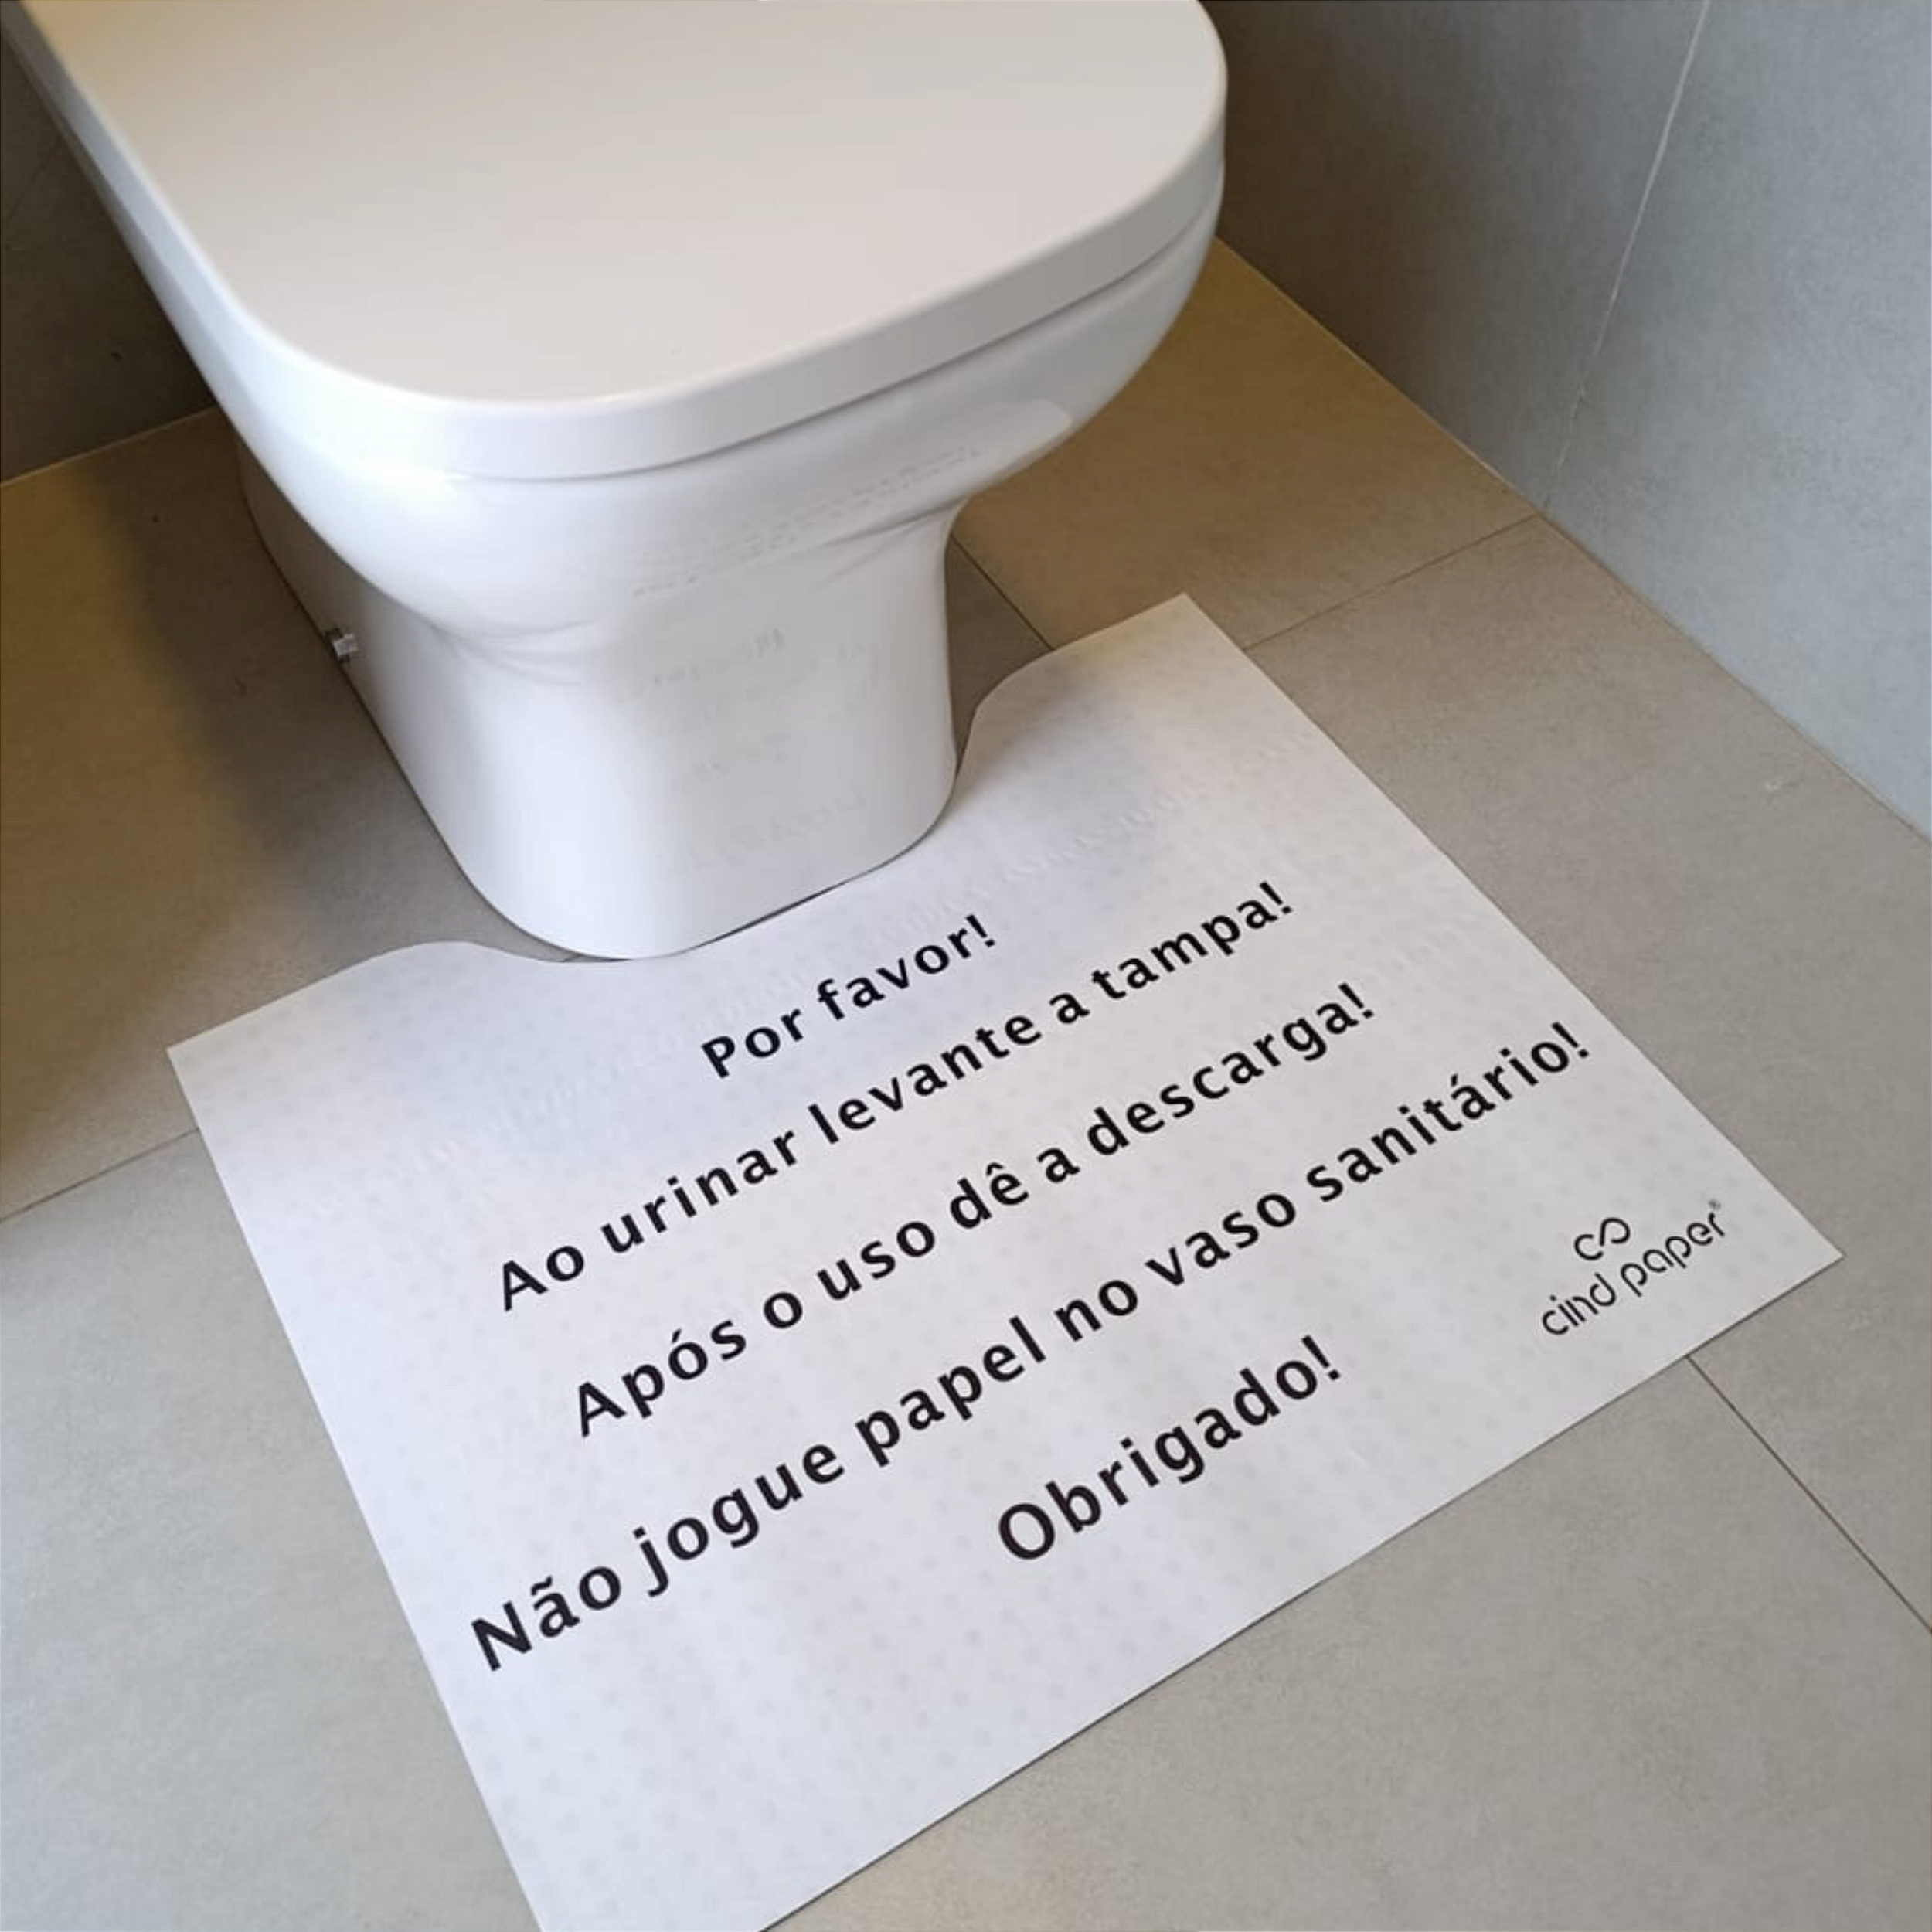 Por favor!
Ao urinar levante a tampa!
Após o uso dê a descarga!
Não jogue papel no vaso sanitário!
Obrigado!
cind paper®